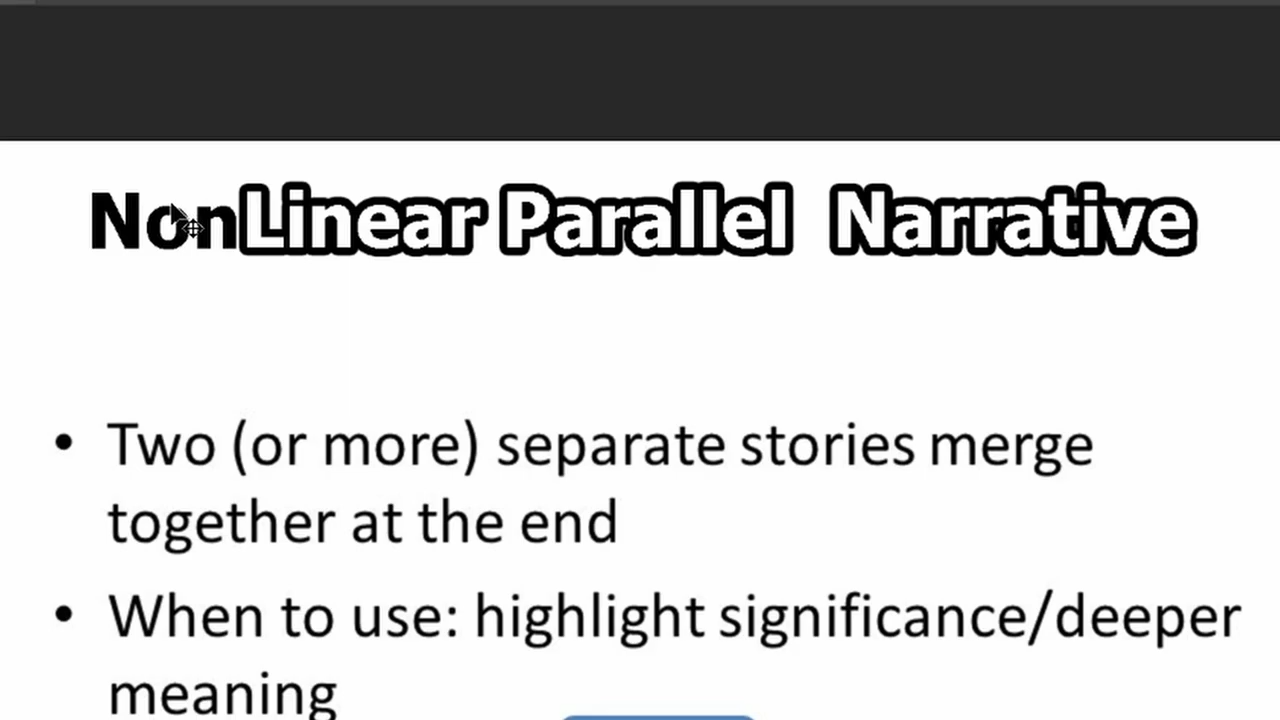 NonLinear Parallel Narrative
• Two (or more) separate stories merge
together at the end
• When to use: highlight significance/deeper
meaning